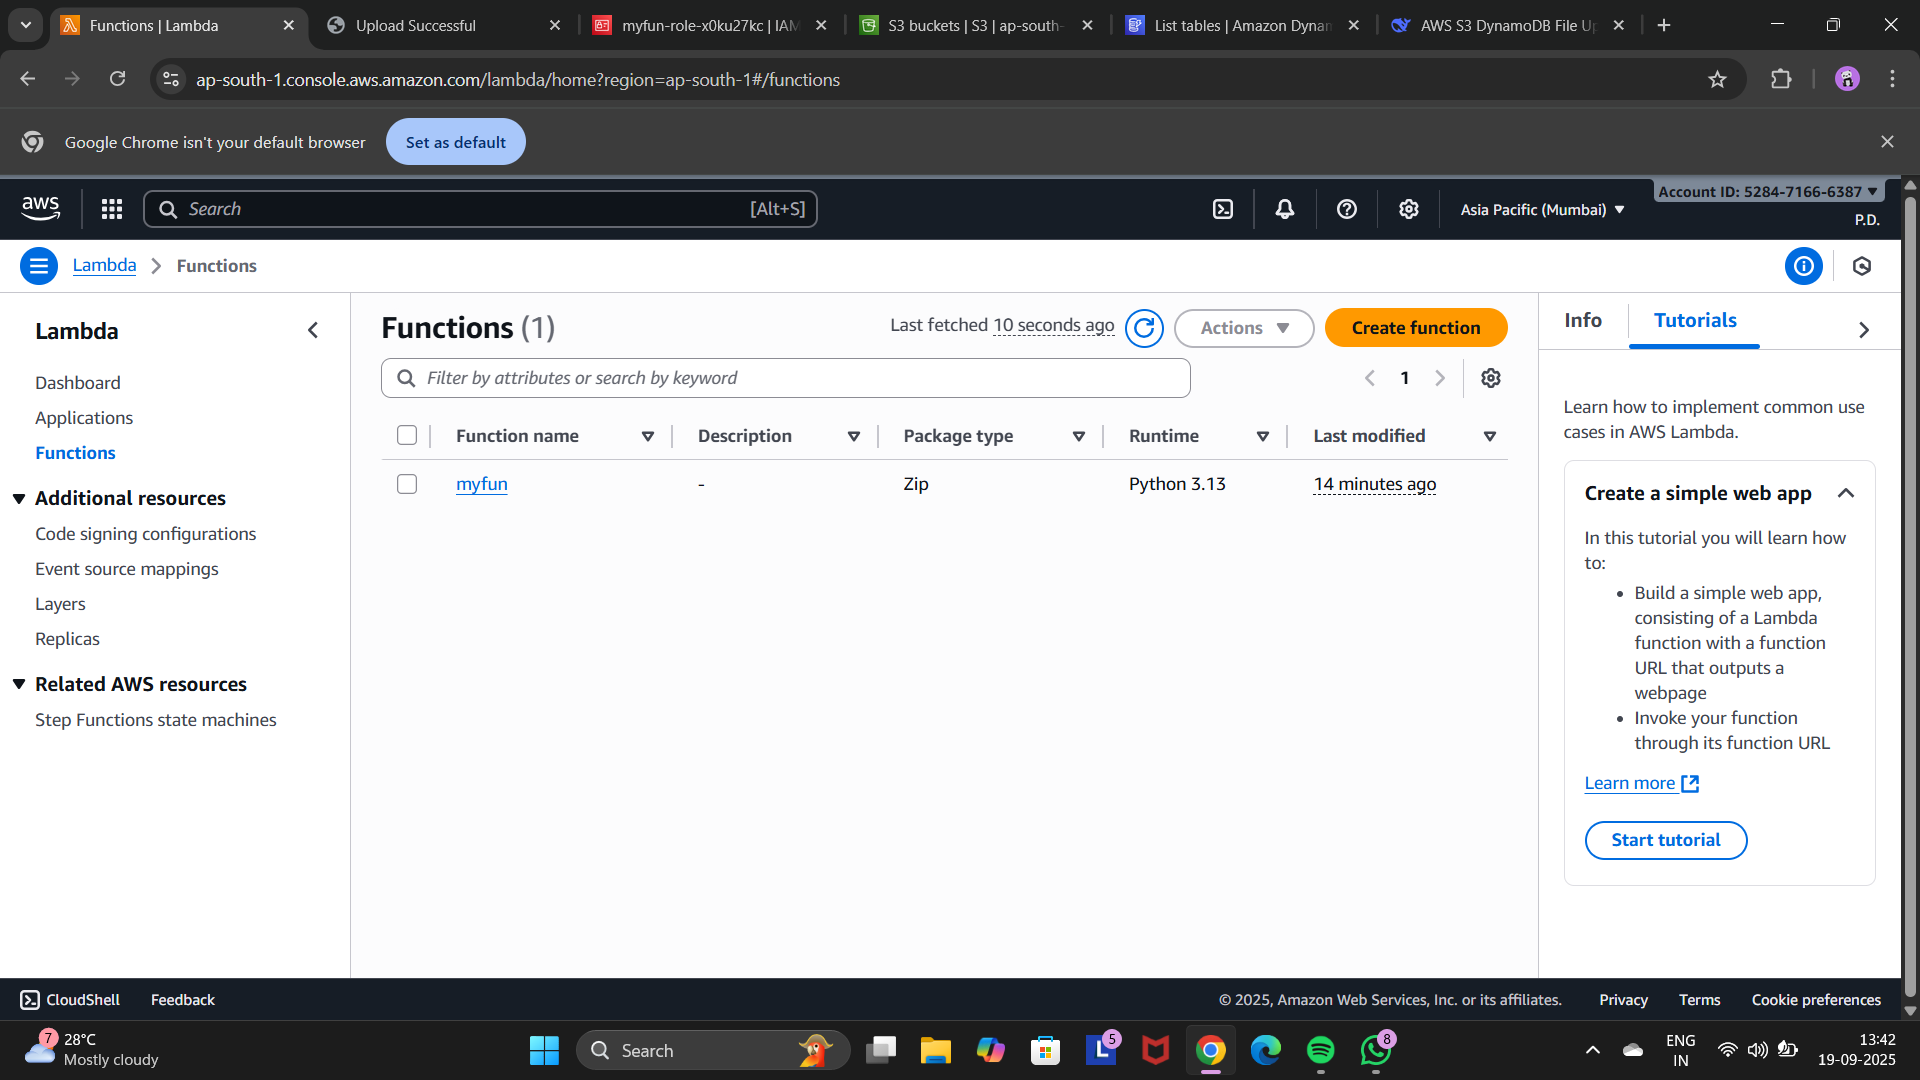 Functions | Lambda
Upload Successful
myfun-role-x0ku27kc | IAM
S3 buckets | S3 | ap-south-
List tables | Amazon Dynam
AWS S3 DynamoDB File Up
ap-south-1.console.aws.amazon.com/lambda/home?region=ap-south-1#/functions
Google Chrome isn't your default browser
Set as default
aws
Search
[Alt+S]
Asia Pacific (Mumbai)
Account ID: 5284-7166-6387
P.D.
Lambda
Functions
Lambda
Dashboard
Applications
Functions
Additional resources
Code signing configurations
Event source mappings
Layers
Replicas
Related AWS resources
Step Functions state machines
Functions (1)
Last fetched 10 seconds ago
Actions
Create function
Filter by attributes or search by keyword
1
Function name
Description
Package type
Runtime
Last modified
myfun
-
Zip
Python 3.13
14 minutes ago
Info
Tutorials
Learn how to implement common use
cases in AWS Lambda.
Create a simple web app
In this tutorial you will learn how
to:
• Build a simple web app,
consisting of a Lambda
function with a function
URL that outputs a
webpage
• Invoke your function
through its function URL
Learn more
Start tutorial
CloudShell
Feedback
© 2025, Amazon Web Services, Inc. or its affiliates.
Privacy
Terms
Cookie preferences
7
28°C
Mostly cloudy
Search
L
5
8
ENG
IN
13:42
19-09-2025